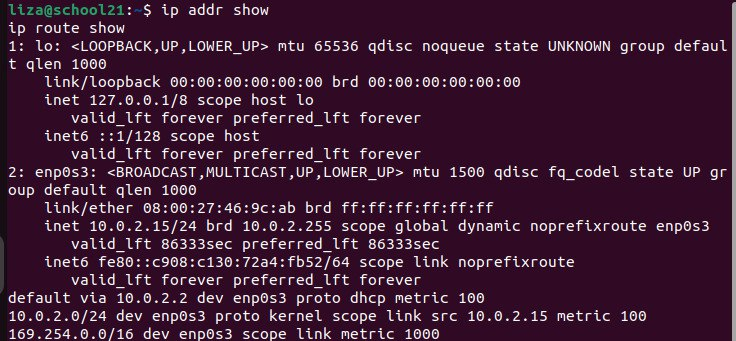 liza@school21:~$ ip addr show
ip route show
1: lo: <LOOPBACK,UP,LOWER_UP> mtu 65536 qdisc noqueue state UNKNOWN group defaul
t qlen 1000
    link/loopback 00:00:00:00:00:00 brd 00:00:00:00:00:00
    inet 127.0.0.1/8 scope host lo
       valid_lft forever preferred_lft forever
    inet6 ::1/128 scope host
       valid_lft forever preferred_lft forever
2: enp0s3: <BROADCAST,MULTICAST,UP,LOWER_UP> mtu 1500 qdisc fq_codel state UP gr
oup default qlen 1000
    link/ether 08:00:27:46:9c:ab brd ff:ff:ff:ff:ff:ff
    inet 10.0.2.15/24 brd 10.0.2.255 scope global dynamic noprefixroute enp0s3
       valid_lft 86333sec preferred_lft 86333sec
    inet6 fe80::c908:c130:72a4:fb52/64 scope link noprefixroute
       valid_lft forever preferred_lft forever
default via 10.0.2.2 dev enp0s3 proto dhcp metric 100
10.0.2.0/24 dev enp0s3 proto kernel scope link src 10.0.2.15 metric 100
169.254.0.0/16 dev enp0s3 scope link metric 1000